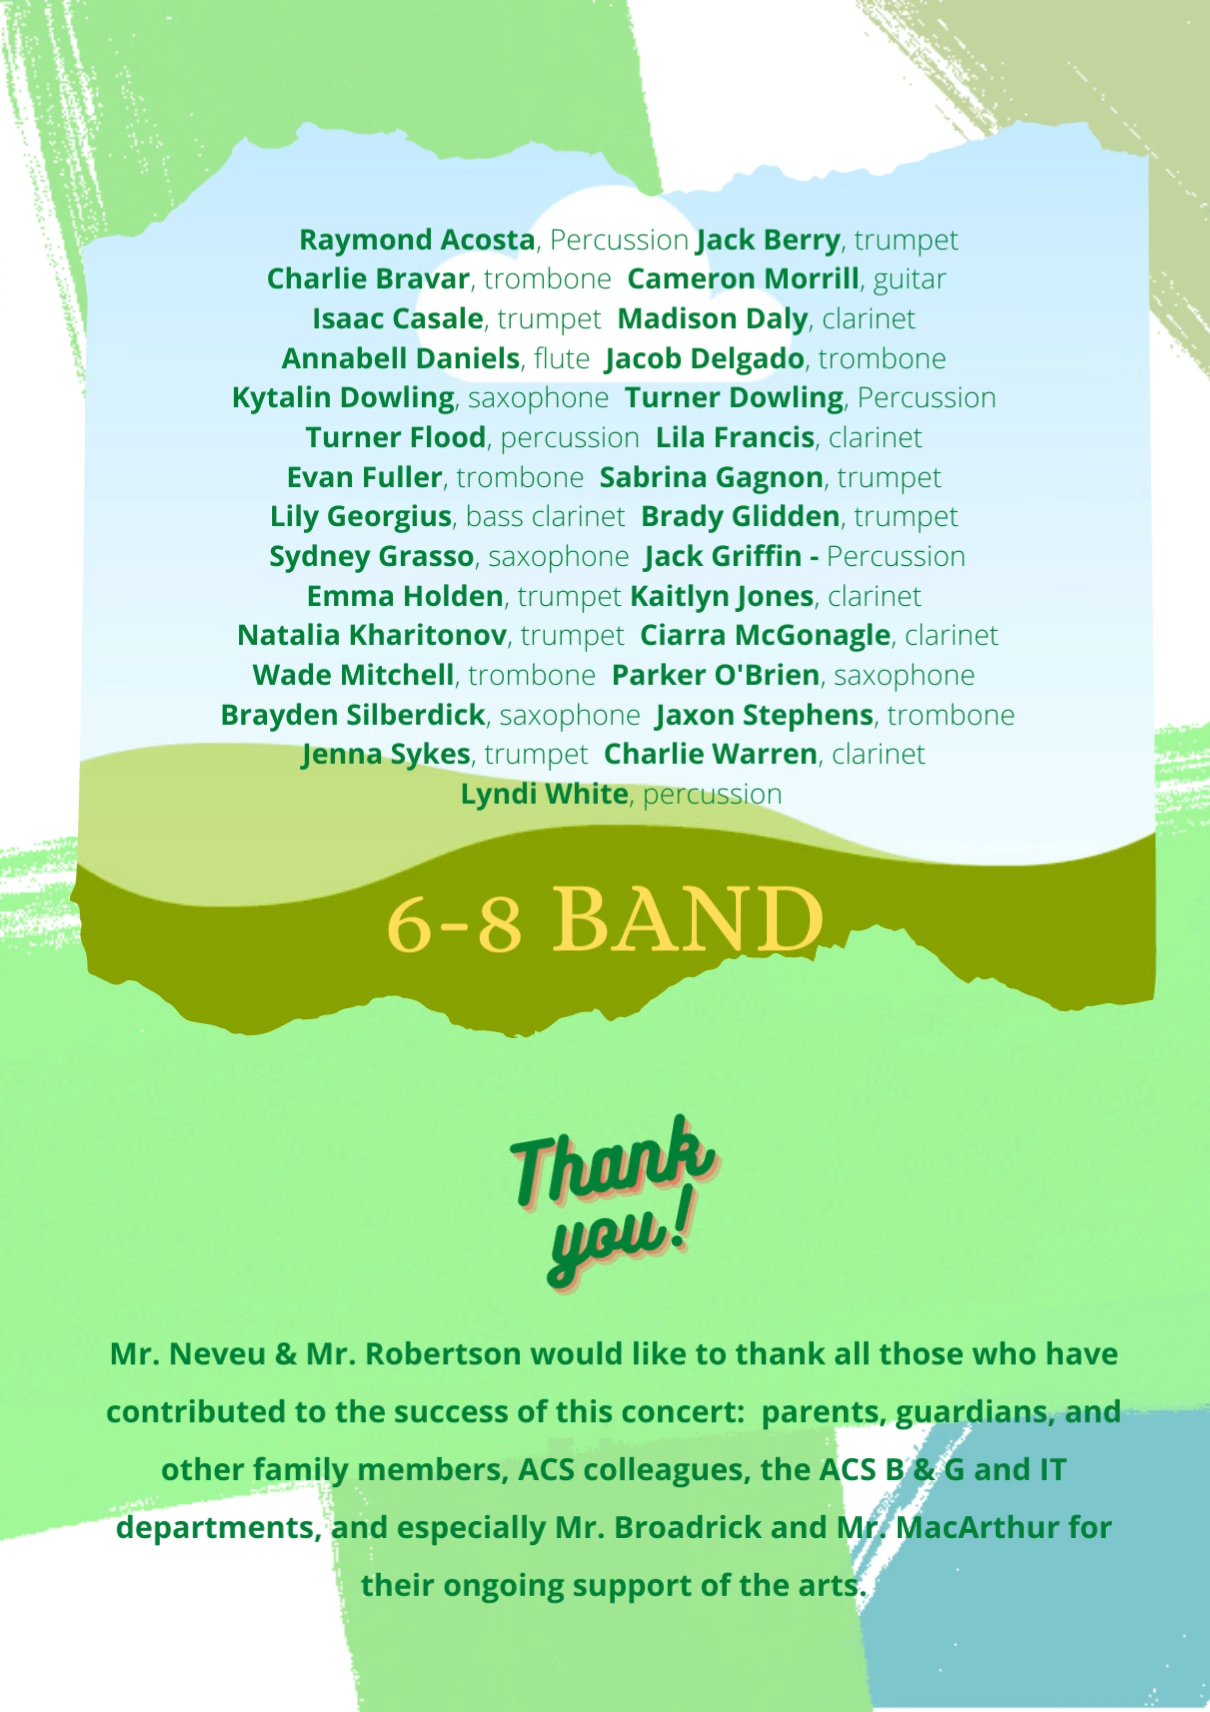 Raymond Acosta, Percussion Jack Berry, trumpet
Charlie Bravar, trombone Cameron Morrill, guitar
Isaac Casale, trumpet Madison Daly, clarinet
Annabell Daniels, flute Jacob Delgado, trombone
Kytalin Dowling, saxophone Turner Dowling, Percussion
Turner Flood, percussion Lila Francis, clarinet
Evan Fuller, trombone Sabrina Gagnon, trumpet
Lily Georgius, bass clarinet Brady Glidden, trumpet
Sydney Grasso, saxophone Jack Griffin - Percussion
Emma Holden, trumpet Kaitlyn Jones, clarinet
Natalia Kharitonov, trumpet Ciarra McGonagle, clarinet
Wade Mitchell, trombone Parker O'Brien, saxophone
Brayden Silberdick, saxophone Jaxon Stephens, trombone
Jenna Sykes, trumpet Charlie Warren, clarinet
Lyndi White, percussion
6-8 BAND
Thank
you!
Mr. Neveu & Mr. Robertson would like to thank all those who have
contributed to the success of this concert: parents, guardians, and
other family members, ACS colleagues, the ACS B & G and IT
departments, and especially Mr. Broadrick and Mr. MacArthur for
their ongoing support of the arts.